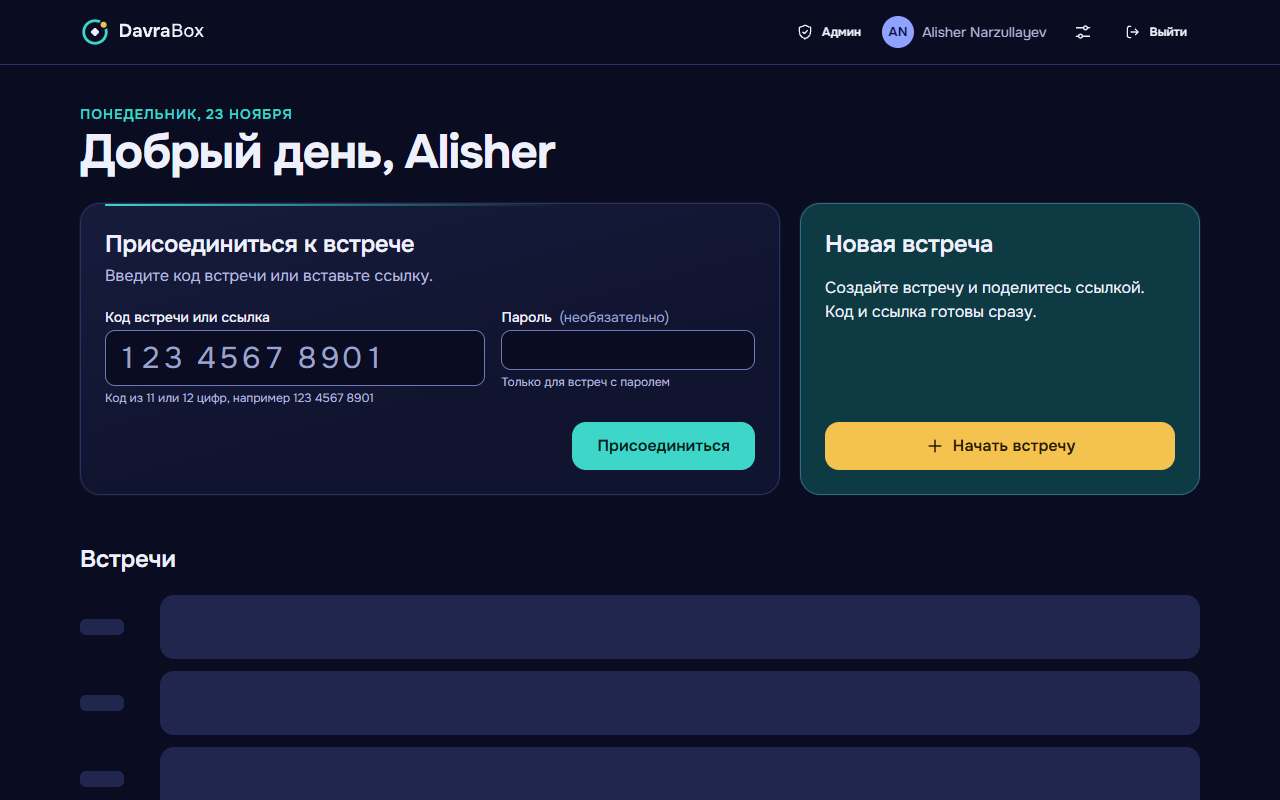 DavraBox
Админ
AN
Alisher Narzullayev
Выйти
ПОНЕДЕЛЬНИК, 23 НОЯБРЯ
Добрый день, Alisher
Присоединиться к встрече
Введите код встречи или вставьте ссылку.
Код встречи или ссылка
123 4567 8901
Код из 11 или 12 цифр, например 123 4567 8901
Пароль (необязательно)
Только для встреч с паролем
Присоединиться
Новая встреча
Создайте встречу и поделитесь ссылкой.
Код и ссылка готовы сразу.
Начать встречу
Встречи